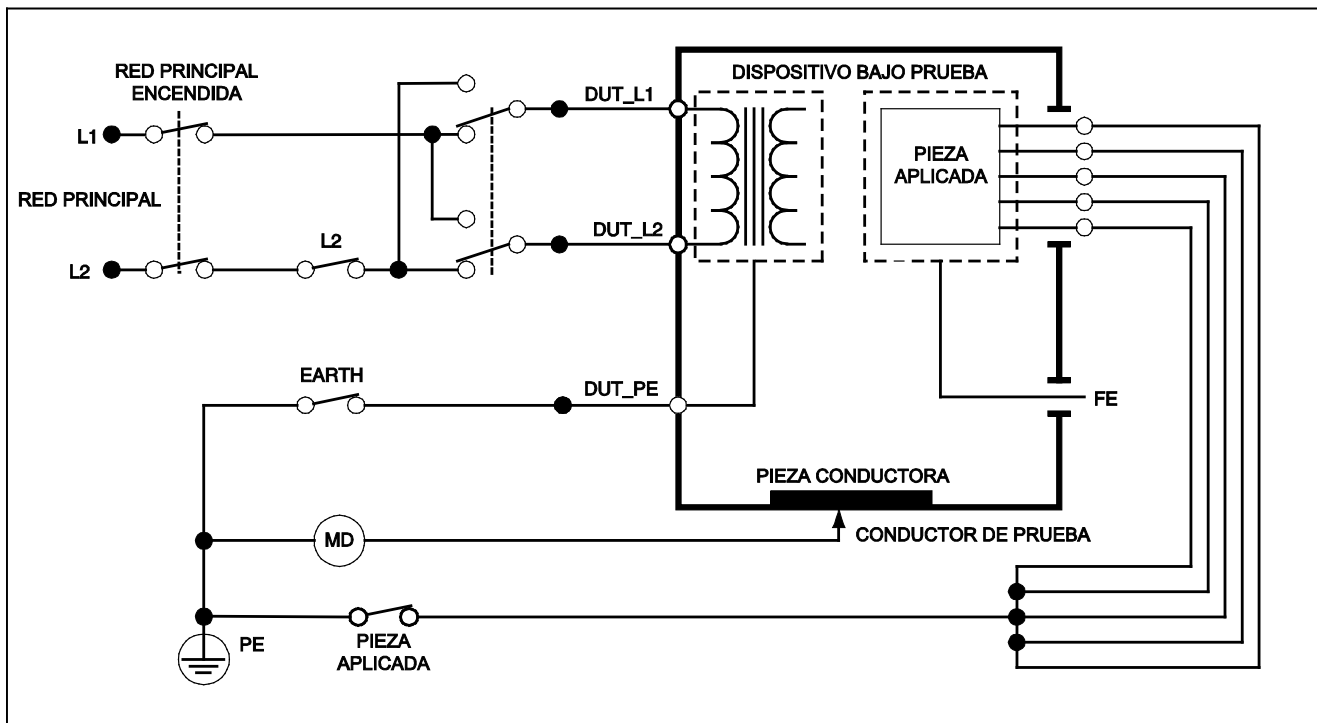 RED PRINCIPAL
ENCENDIDA
L1
RED PRINCIPAL
L2
L2
DUT_L1
DUT_L2
DISPOSITIVO BAJO PRUEBA
PIEZA
APLICADA
EARTH
DUT_PE
FE
PIEZA CONDUCTORA
MD
CONDUCTOR DE PRUEBA
PE
PIEZA
APLICADA